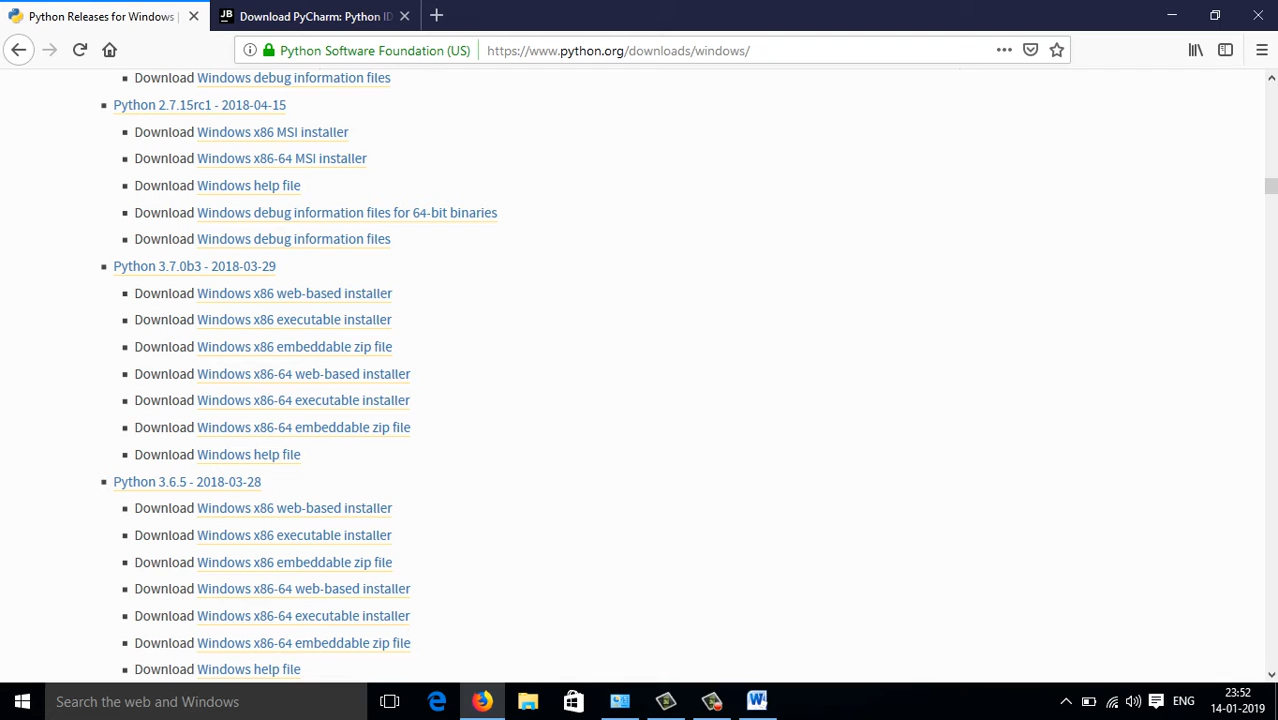 Python Releases for Windows |
Download PyCharm: Python ID
Python Software Foundation (US)
https://www.python.org/downloads/windows/
Download Windows debug information files
Python 2.7.15rc1 - 2018-04-15
Download Windows x86 MSI installer
Download Windows x86-64 MSI installer
Download Windows help file
Download Windows debug information files for 64-bit binaries
Download Windows debug information files
Python 3.7.0b3 - 2018-03-29
Download Windows x86 web-based installer
Download Windows x86 executable installer
Download Windows x86 embeddable zip file
Download Windows x86-64 web-based installer
Download Windows x86-64 executable installer
Download Windows x86-64 embeddable zip file
Download Windows help file
Python 3.6.5 - 2018-03-28
Download Windows x86 web-based installer
Download Windows x86 executable installer
Download Windows x86 embeddable zip file
Download Windows x86-64 web-based installer
Download Windows x86-64 executable installer
Download Windows x86-64 embeddable zip file
Download Windows help file
Search the web and Windows
ENG
23:52
14-01-2019